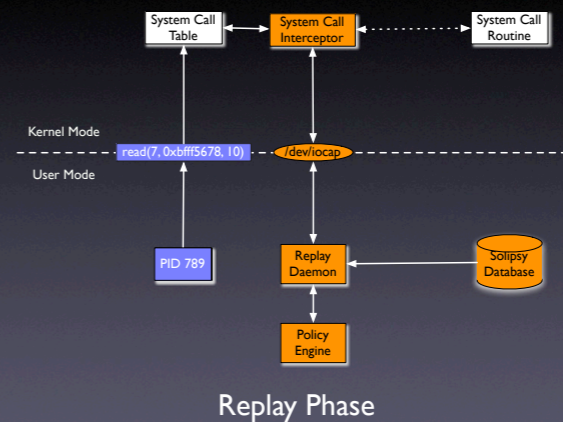 System Call
Table
System Call
Interceptor
System Call
Routine
Kernel Mode
read(7, 0xbfff5678, 10)
/dev/iocap
User Mode
PID 789
Replay
Daemon
Solipsy
Database
Policy
Engine
Replay Phase